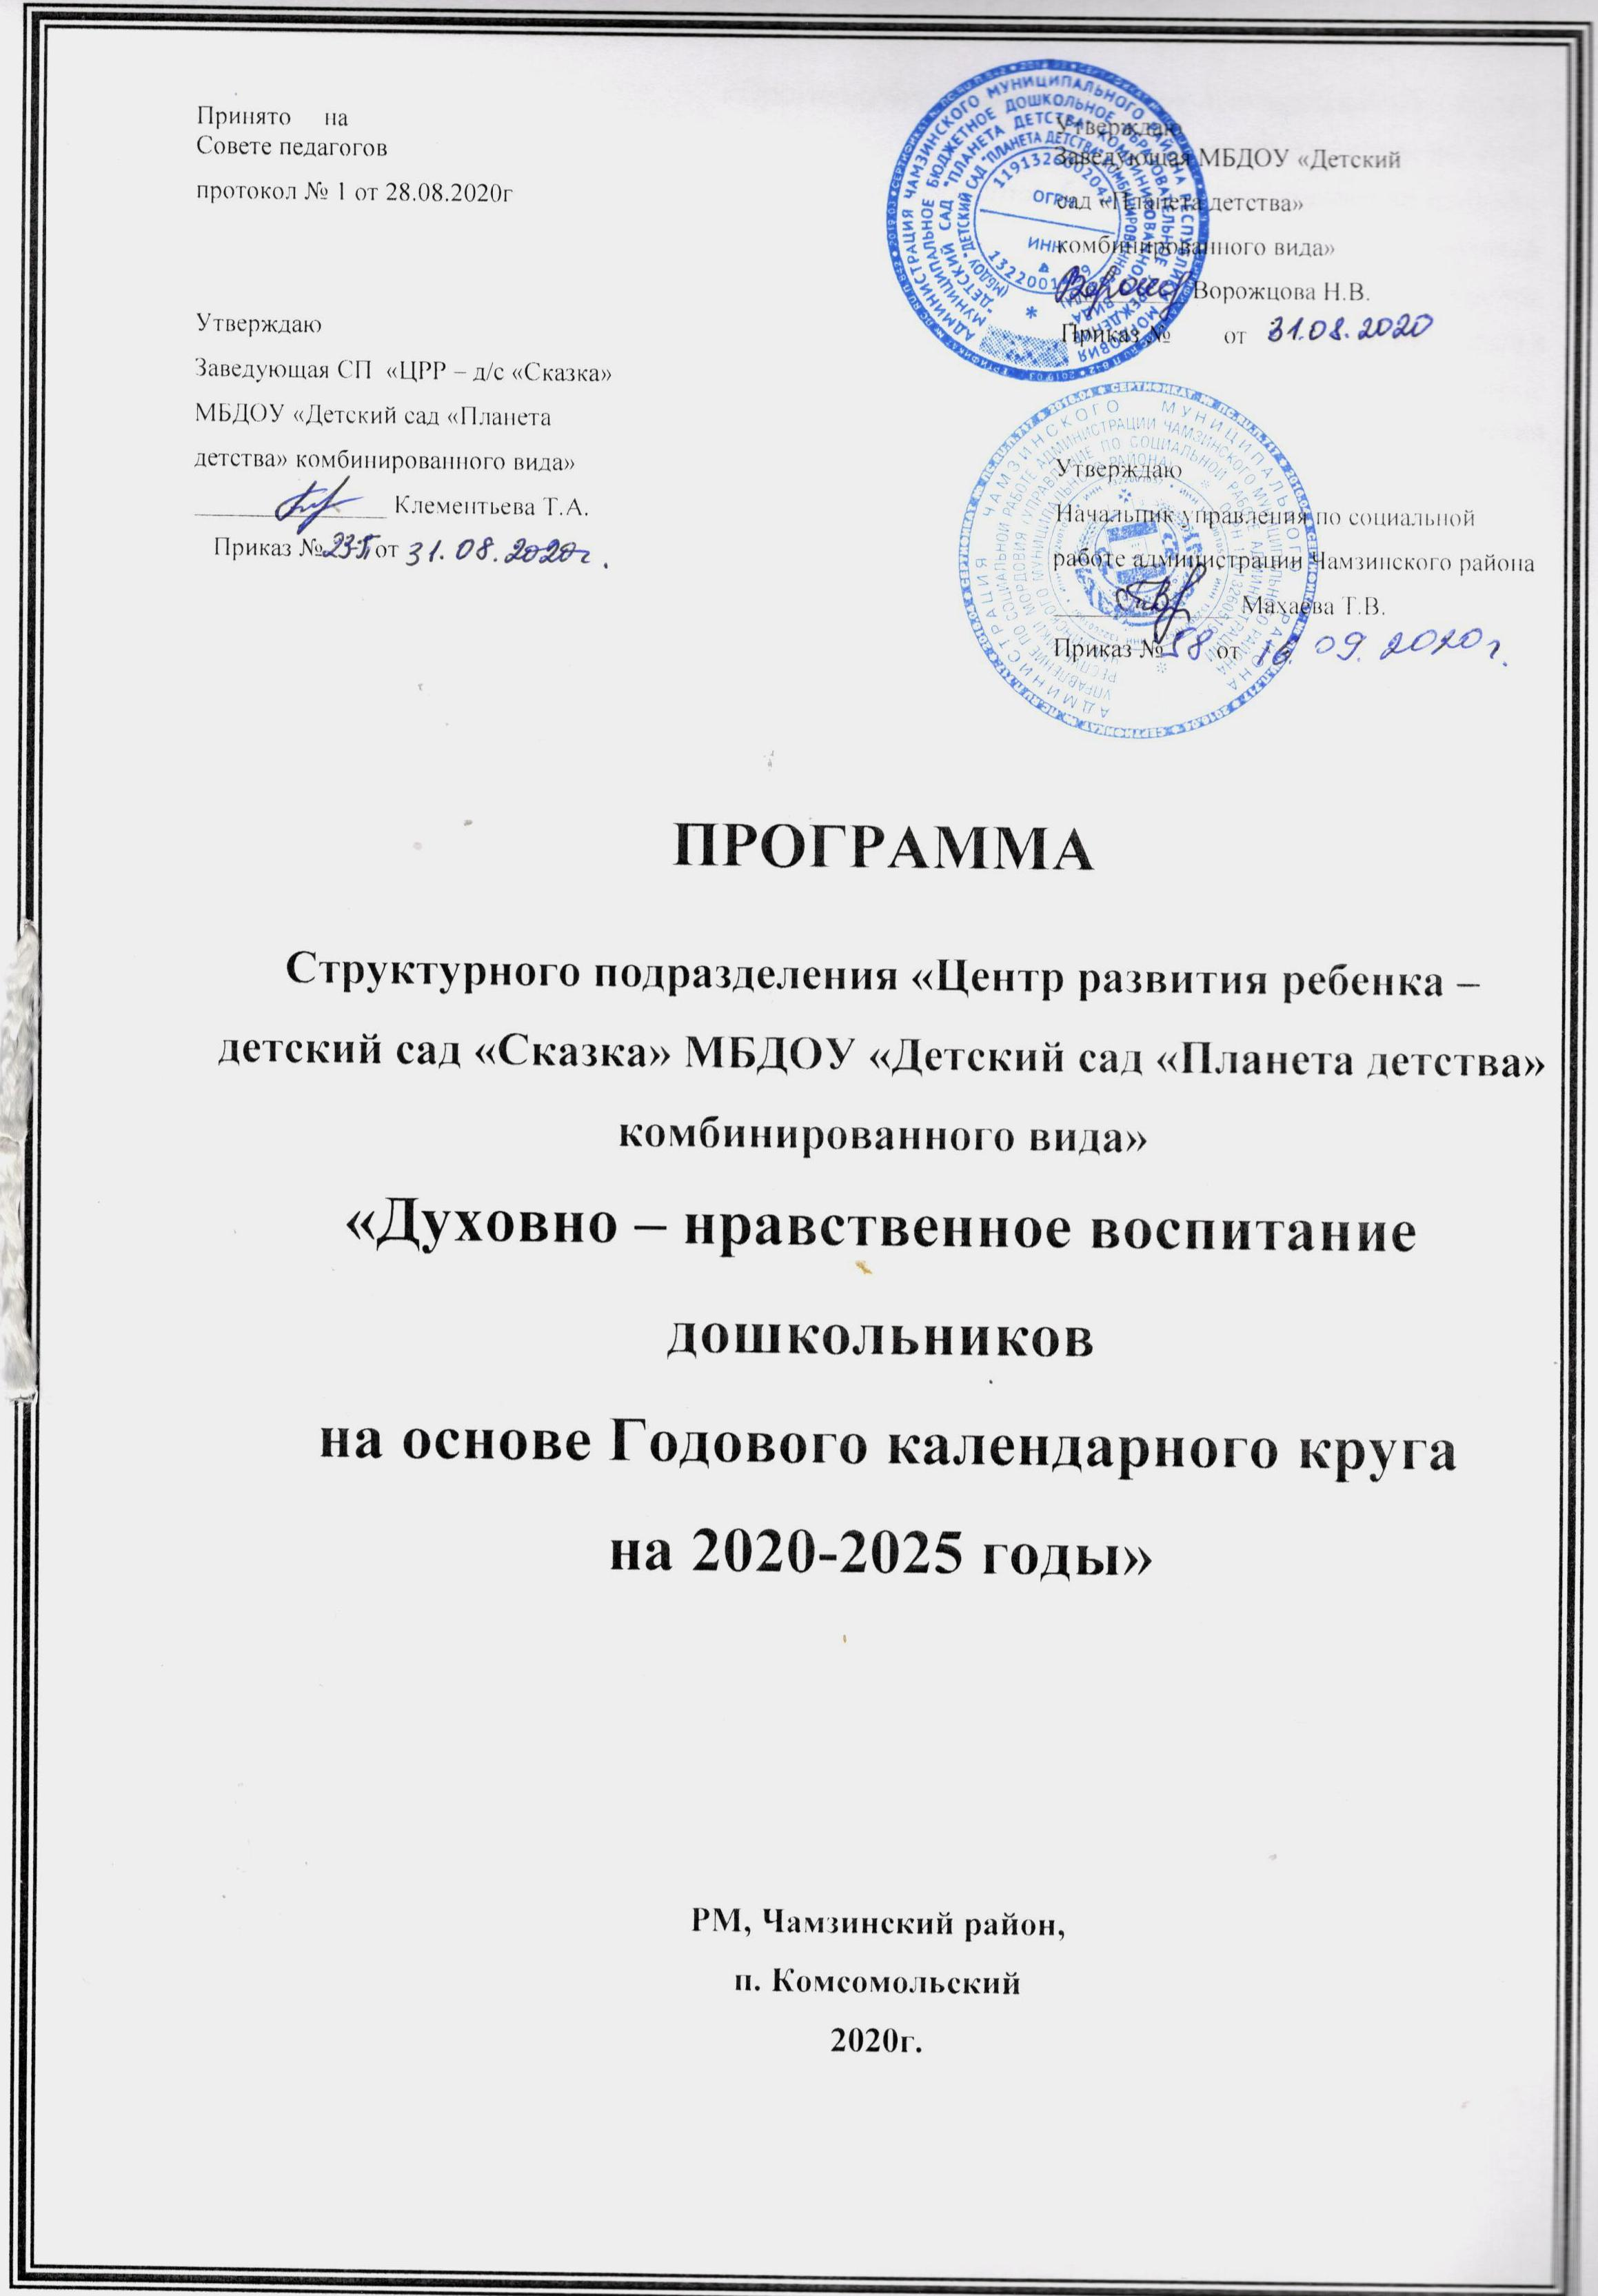 Принято на
Совете педагогов
протокол № 1 от 28.08.2020г
Утверждаю
Заведующая СП «ЦРР – д/с «Сказка»
МБДОУ «Детский сад «Планета
детства» комбинированного вида»
Клементьева Т.А.
Приказ № от 31.08.2020г.
Утверждаю
Заведующая МБДОУ «Детский
сад «Планета детства»
комбинированного вида»
Ворожцова Н.В.
Приказ № от 31.08.2020
Утверждаю
Начальник управления по социальной
работе администрации Чамзинского района
Махаева Т.В.
Приказ № 58 от 16.09.2020г.
ПРОГРАММА
Структурного подразделения «Центр развития ребенка –
детский сад «Сказка» МБДОУ «Детский сад «Планета детства»
комбинированного вида»
«Духовно – нравственное воспитание
дошкольников
на основе Годового календарного круга
на 2020-2025 годы»
РМ, Чамзинский район,
п. Комсомольский
2020г.